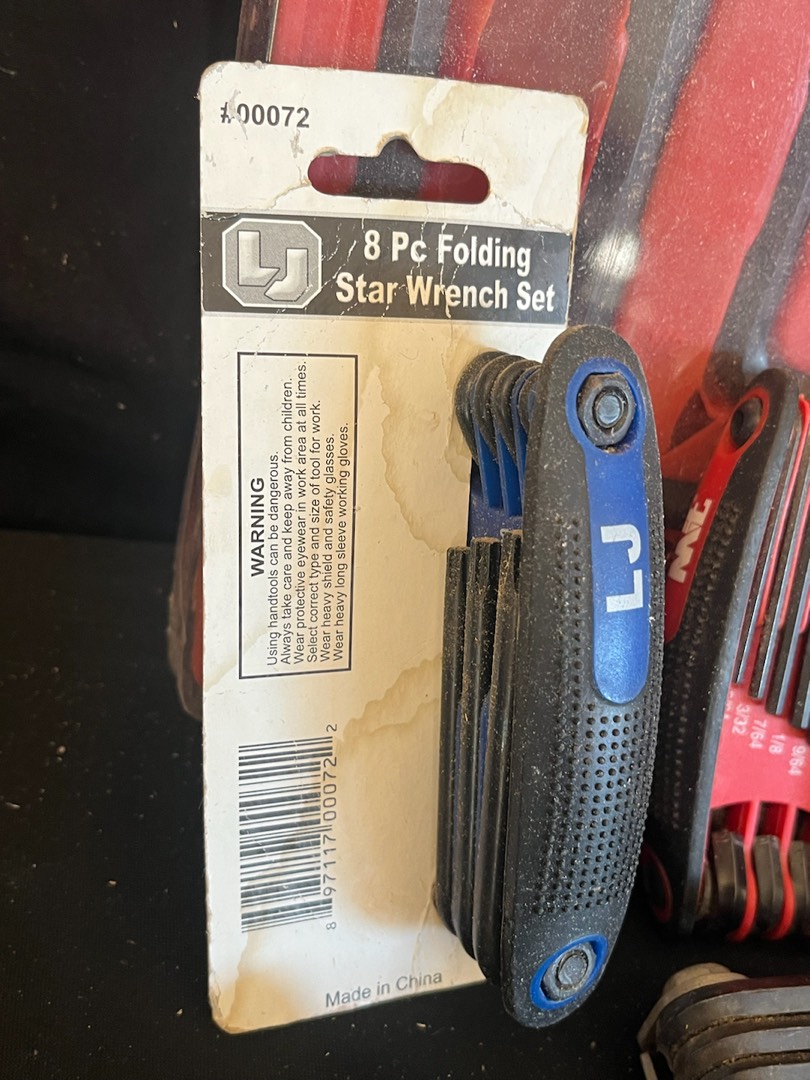 #00072
LJ
8 Pc Folding
Star Wrench Set
WARNING
Using handtools can be dangerous.
Always take care and keep away from children.
Wear protective eyewear in work area at all times.
Select correct type and size of tool for work.
Wear heavy shield and safety glasses.
Wear heavy long sleeve working gloves.
8 97117 00072 2
Made in China
LJ
9/64
1/8
7/64
3/32